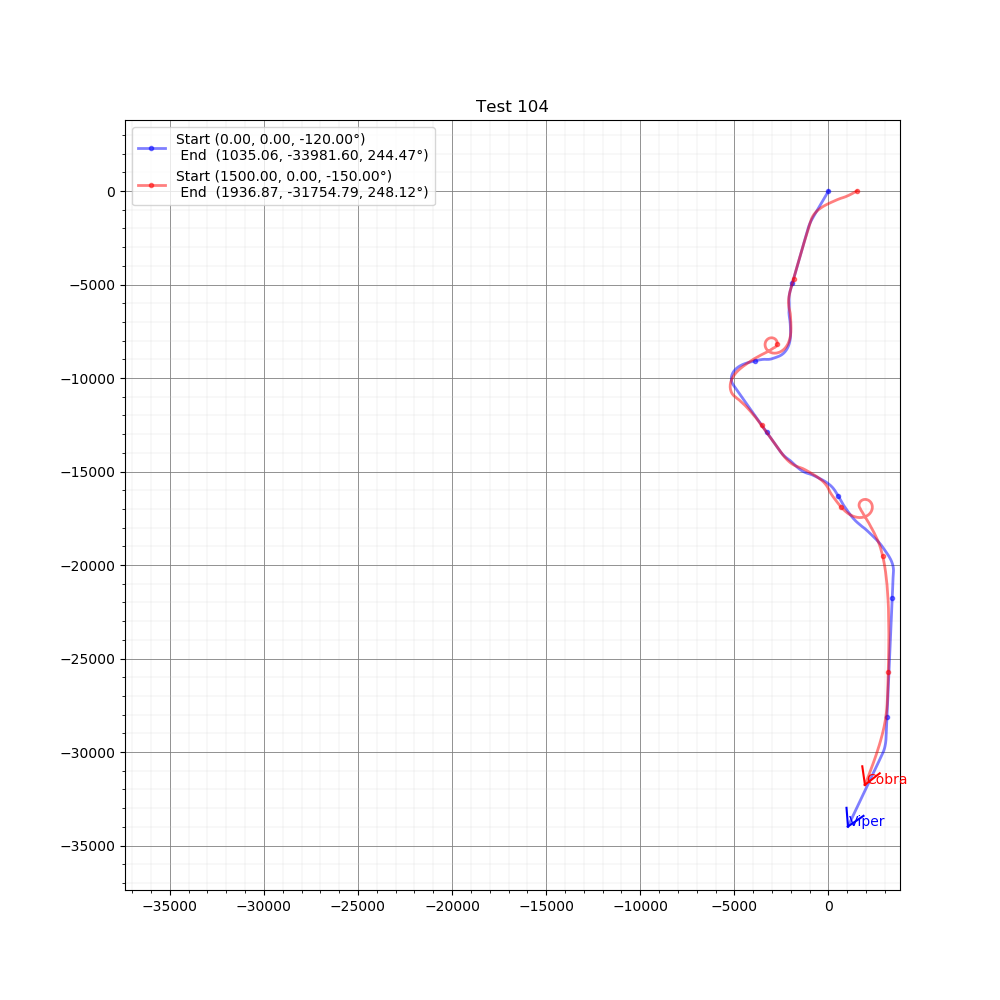 Test 104
Start (0.00, 0.00, -120.00°)
End (1035.06, -33981.60, 244.47°)
Start (1500.00, 0.00, -150.00°)
End (1936.87, -31754.79, 248.12°)
0
−5000
−10000
−15000
−20000
−25000
−30000
−35000
Cobra
Viper
−35000 −30000 −25000 −20000 −15000 −10000 −5000 0